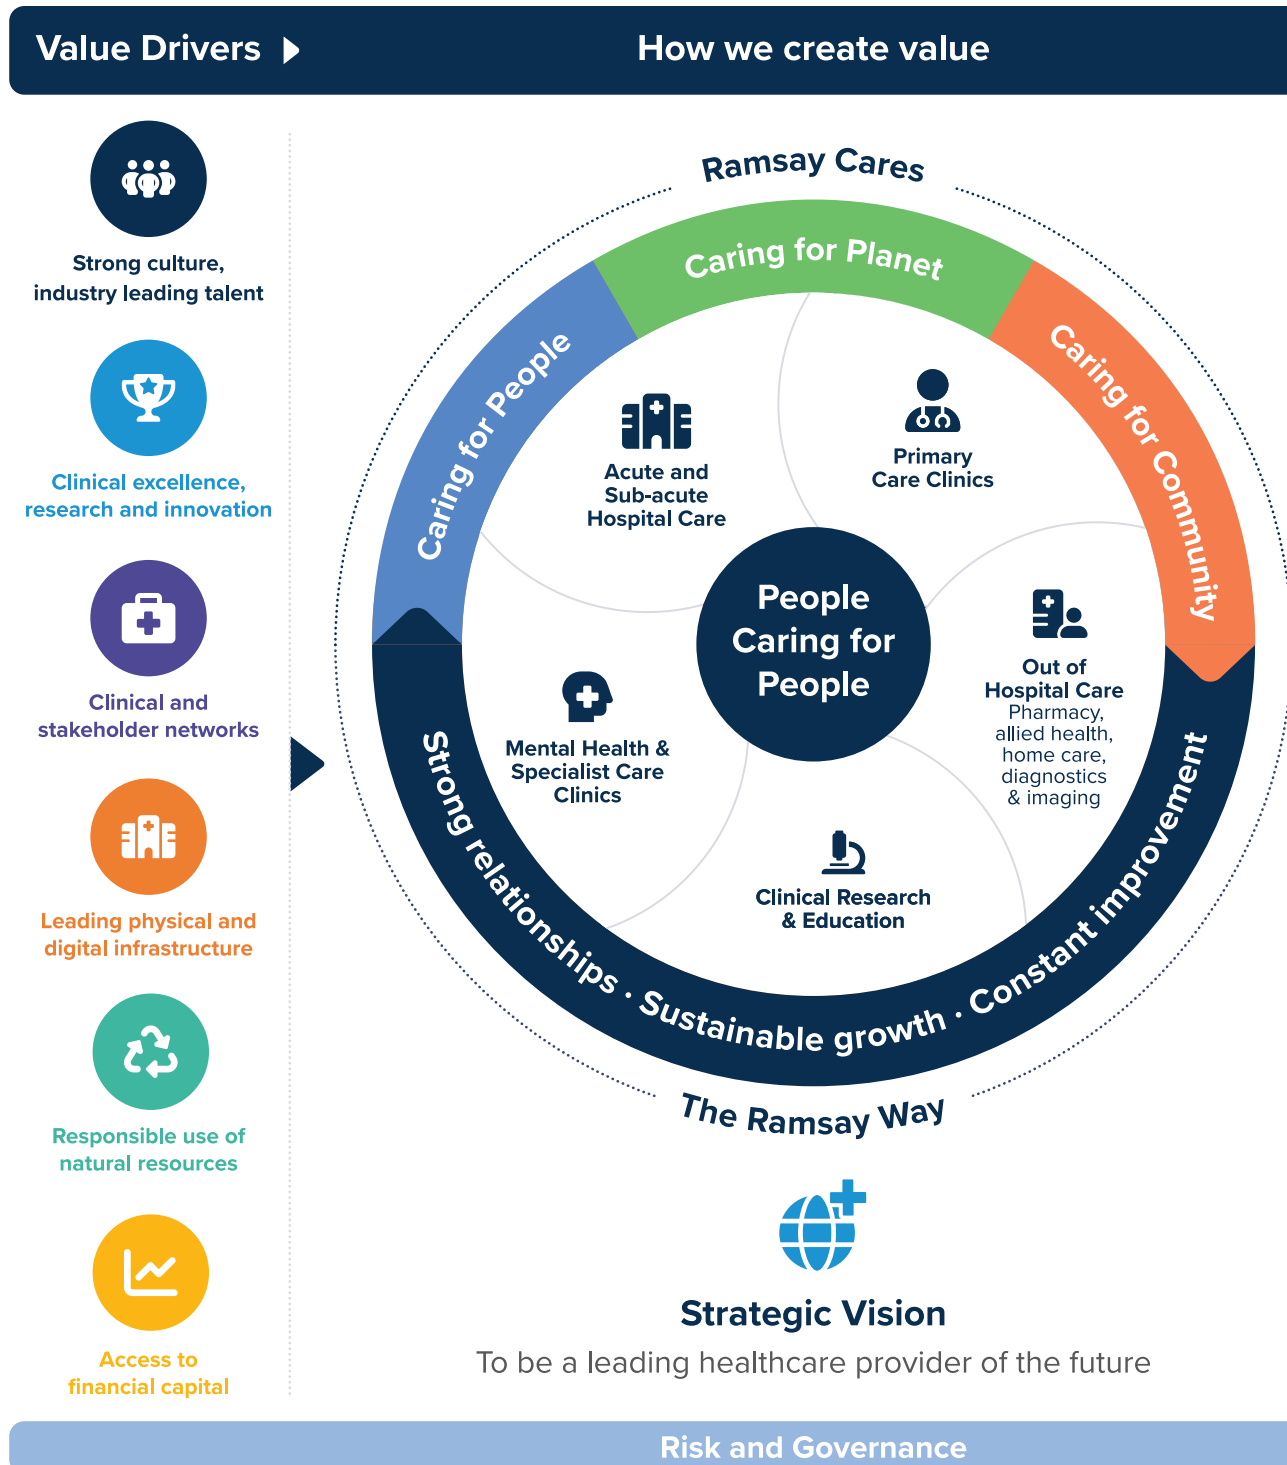 Value Drivers
How we create value
Strong culture,
industry leading talent
Clinical excellence,
research and innovation
Clinical and
stakeholder networks
Leading physical and
digital infrastructure
Responsible use of
natural resources
Access to
financial capital
Ramsay Cares
Caring for People
Caring for Planet
Caring for Community
Acute and
Sub-acute
Hospital Care
Primary
Care Clinics
People
Caring for
People
Out of
Hospital Care
Pharmacy,
allied health,
home care,
diagnostics
& imaging
Mental Health &
Specialist Care
Clinics
Clinical Research
& Education
Strong relationships · Sustainable growth · Constant improvement
The Ramsay Way
Strategic Vision
To be a leading healthcare provider of the future
Risk and Governance